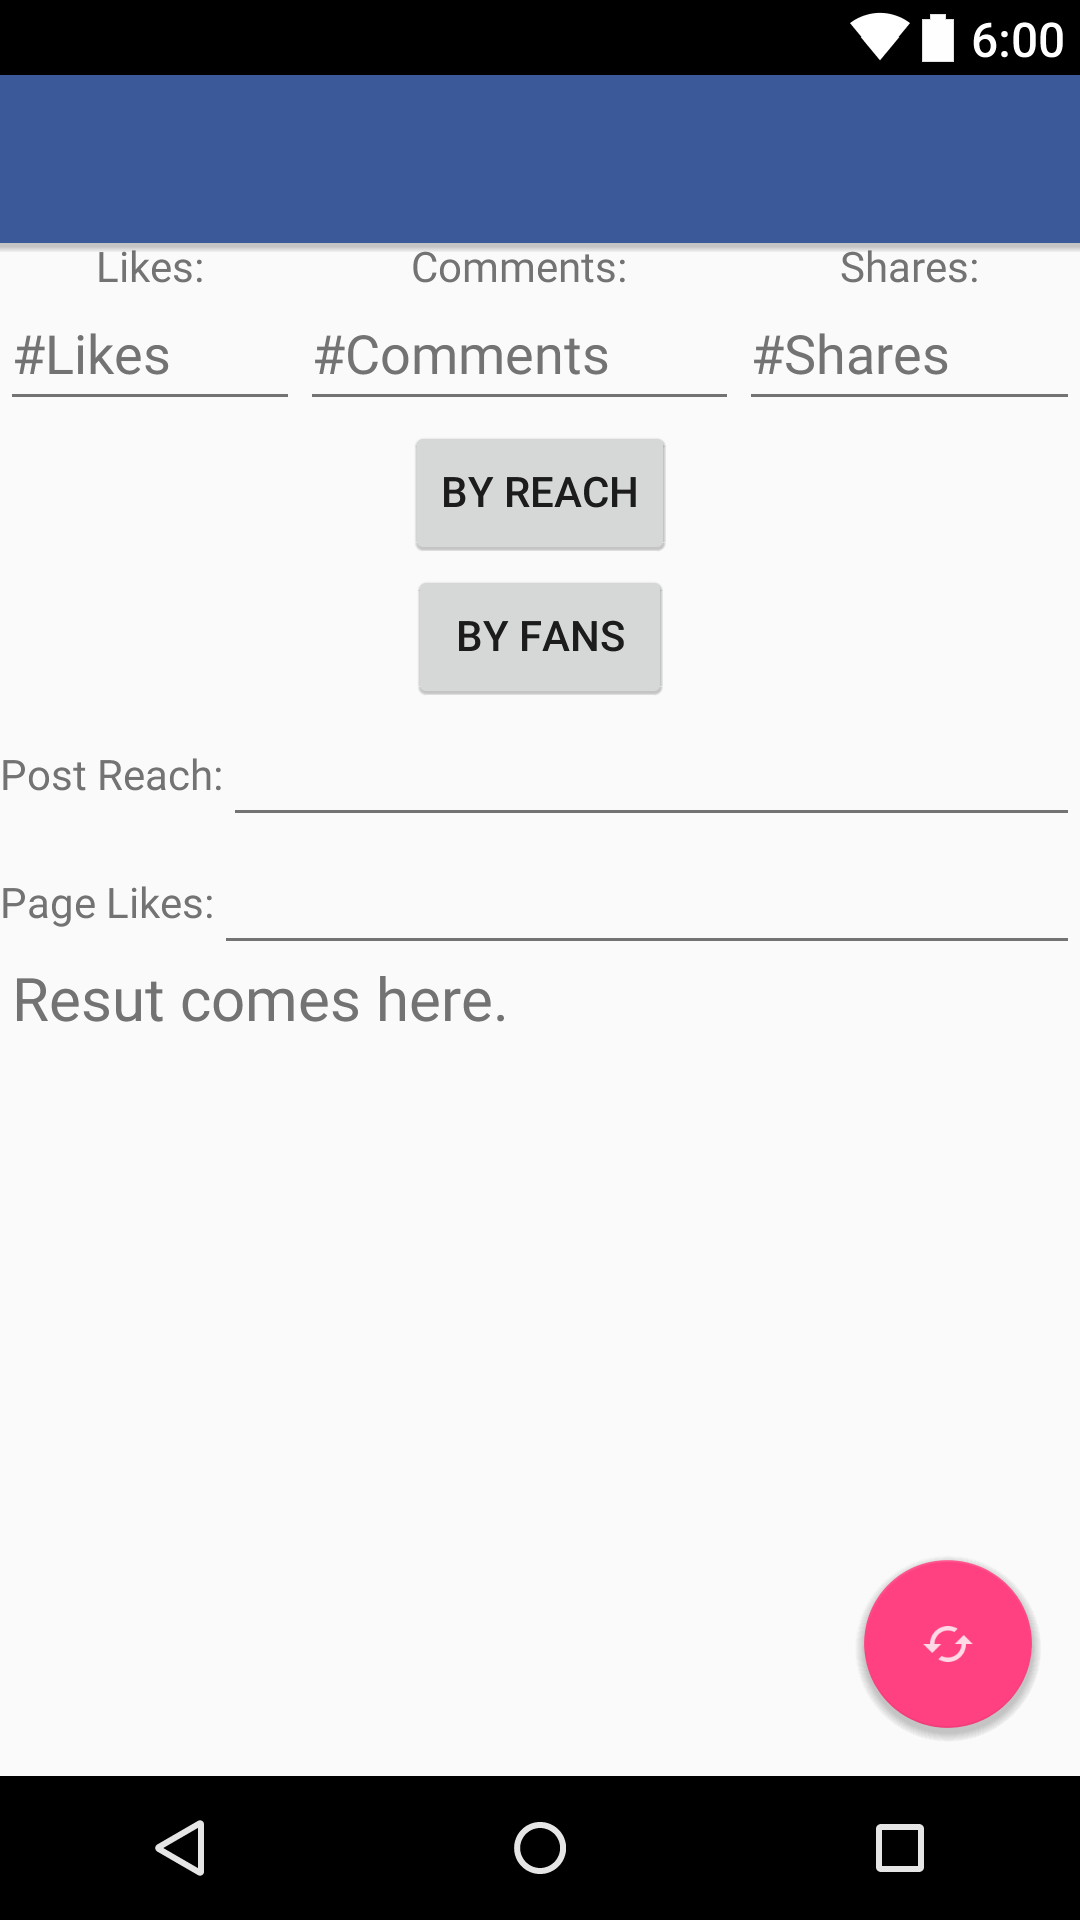 6:00
Likes: Comments: Shares:
#Likes #Comments #Shares
BY REACH
BY FANS
Post Reach:
Page Likes:
Resut comes here.